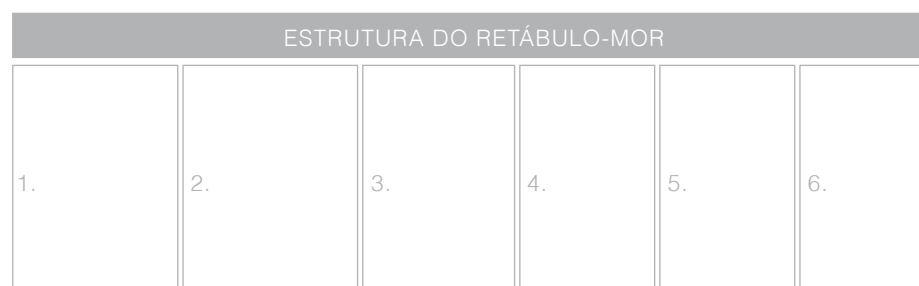 ESTRUTURA DO RETÁBULO-MOR
1. 2. 3. 4. 5. 6.